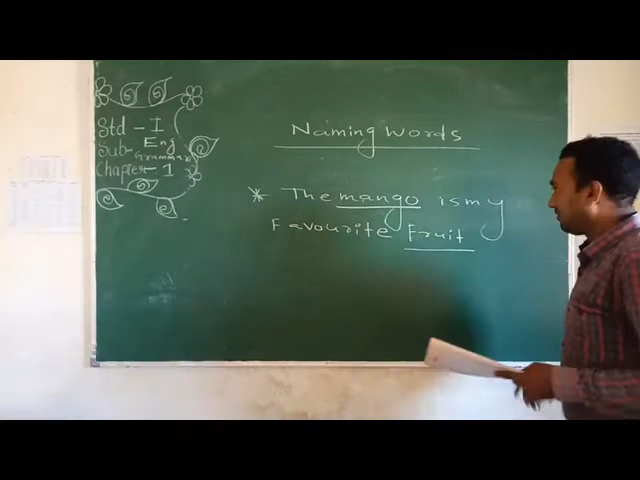 Std - I
Sub- Eng
Grammar
Chapter - 1
Naming words
* The mango is my
Favourite Fruit